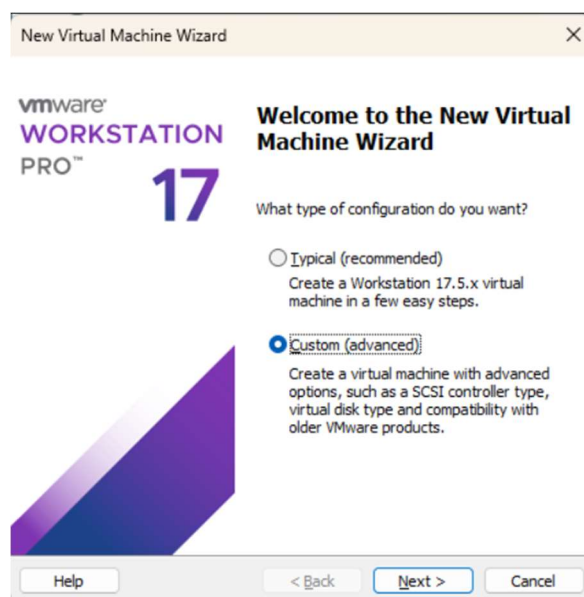 New Virtual Machine Wizard
vmware®
WORKSTATION
PRO™
17
Welcome to the New Virtual
Machine Wizard
What type of configuration do you want?
Typical (recommended)
Create a Workstation 17.5.x virtual
machine in a few easy steps.
Custom (advanced)
Create a virtual machine with advanced
options, such as a SCSI controller type,
virtual disk type and compatibility with
older VMware products.
Help
< Back
Next >
Cancel